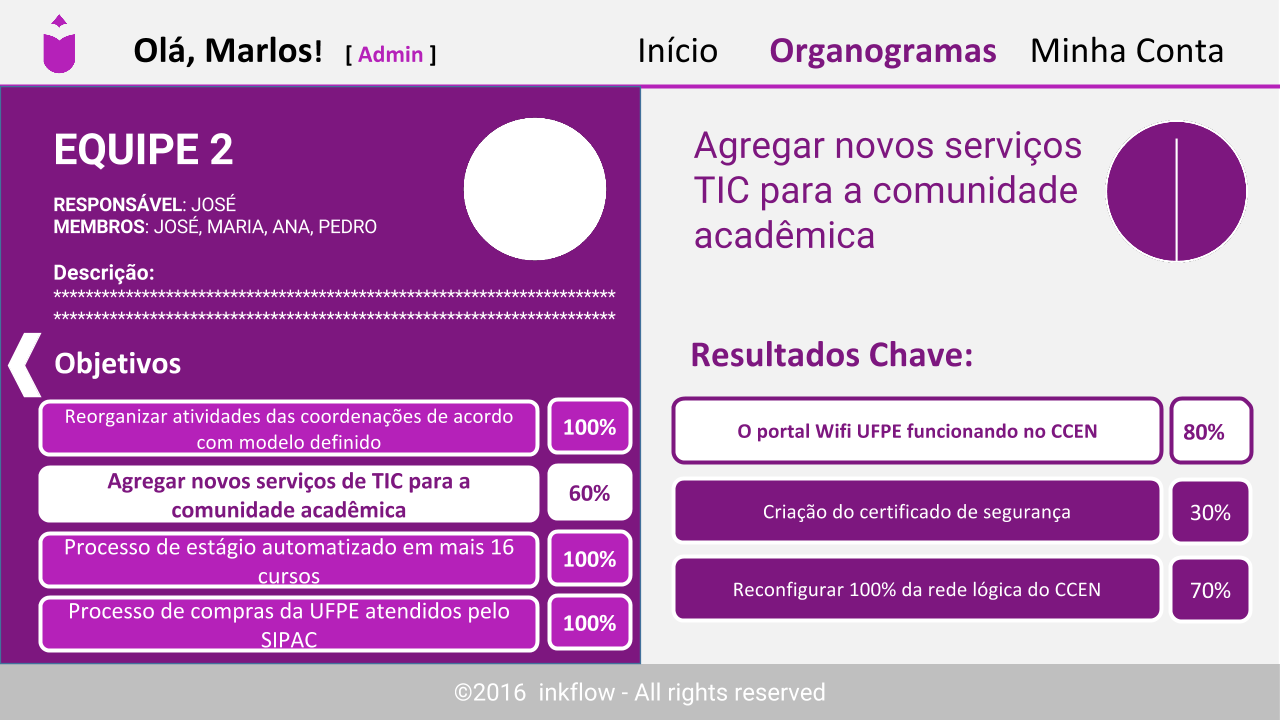 Olá, Marlos! [ Admin ]
Início Organogramas Minha Conta
EQUIPE 2
RESPONSÁVEL: JOSÉ
MEMBROS: JOSÉ, MARIA, ANA, PEDRO
Descrição:
***********************************************************************
***********************************************************************
Objetivos
Reorganizar atividades das coordenações de acordo
com modelo definido
100%
Agregar novos serviços de TIC para a
comunidade acadêmica
60%
Processo de estágio automatizado em mais 16
cursos
100%
Processo de compras da UFPE atendidos pelo
SIPAC
100%
Agregar novos serviços
TIC para a comunidade
acadêmica
Resultados Chave:
O portal Wifi UFPE funcionando no CCEN
80%
Criação do certificado de segurança
30%
Reconfigurar 100% da rede lógica do CCEN
70%
©2016 inkflow - All rights reserved